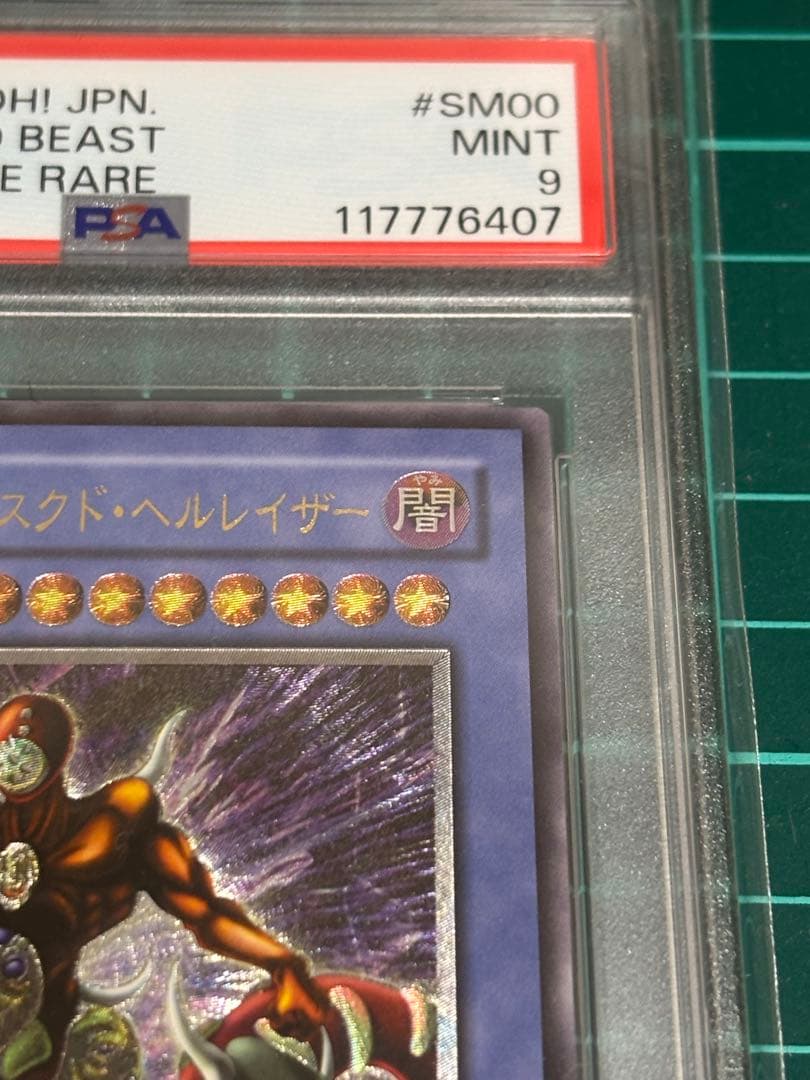 OH! JPN. #SM00
D BEAST MINT
E RARE 9
PSA 117776407
スクド・ヘルレイザー 闇
やみ